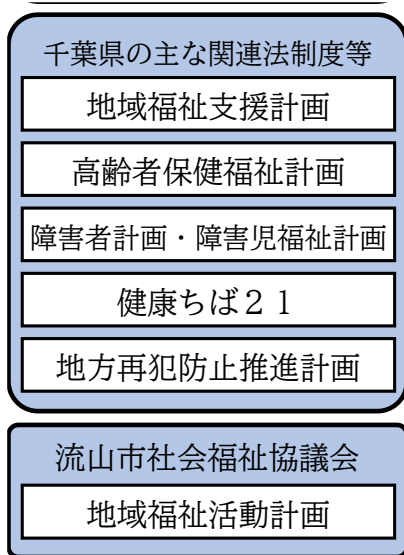 千葉県の主な関連法制度等
地域福祉支援計画
高齢者保健福祉計画
障害者計画・障害児福祉計画
健康ちば２１
地方再犯防止推進計画
流山市社会福祉協議会
地域福祉活動計画